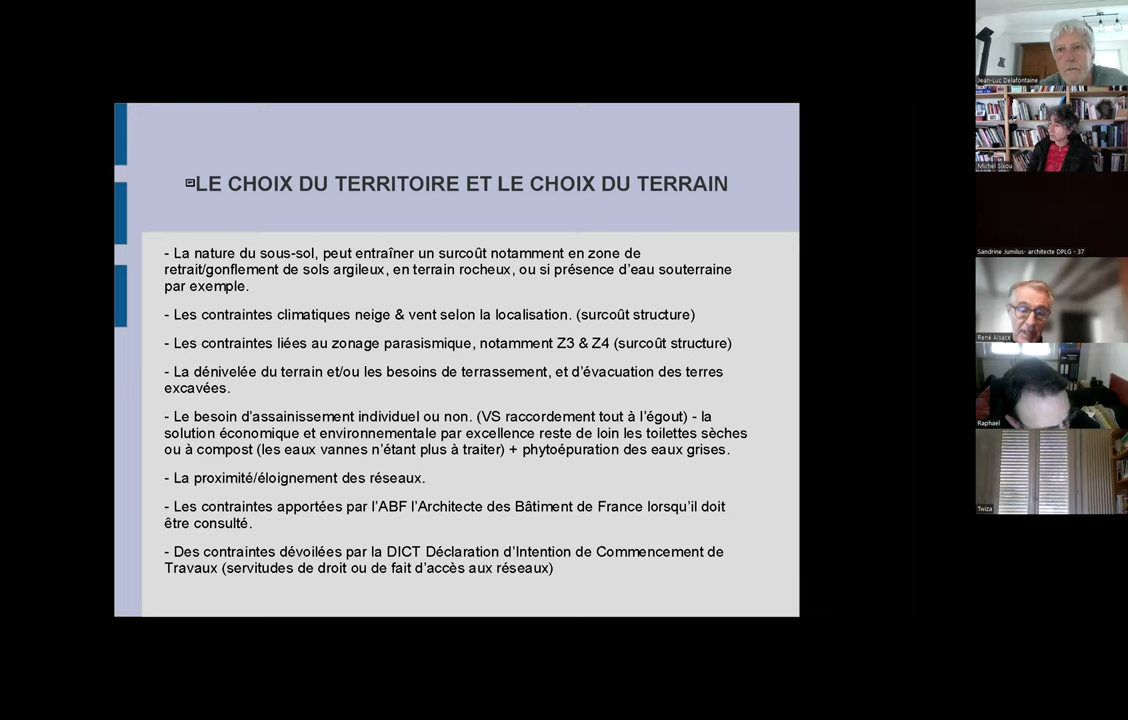 LE CHOIX DU TERRITOIRE ET LE CHOIX DU TERRAIN
- La nature du sous-sol, peut entraîner un surcoût notamment en zone de
retrait/gonflement de sols argileux, en terrain rocheux, ou si présence d'eau souterraine
par exemple.
- Les contraintes climatiques neige & vent selon la localisation. (surcoût structure)
- Les contraintes liées au zonage parasismique, notamment Z3 & Z4 (surcoût structure)
- La dénivelée du terrain et/ou les besoins de terrassement, et d'évacuation des terres
excavées.
- Le besoin d'assainissement individuel ou non. (VS raccordement tout à l'égout) - la
solution économique et environnementale par excellence reste de loin les toilettes sèches
ou à compost (les eaux vannes n'étant plus à traiter) + phytoépuration des eaux grises.
- La proximité/éloignement des réseaux.
- Les contraintes apportées par l'ABF l'Architecte des Bâtiment de France lorsqu'il doit
être consulté.
- Des contraintes dévoilées par la DICT Déclaration d'Intention de Commencement de
Travaux (servitudes de droit ou de fait d'accès aux réseaux)
Jean-Luc Delafontaine
Michel Sixou
Sandrine Jumilus- architecte DPLG - 37
René Alsace
Raphael
Twiza